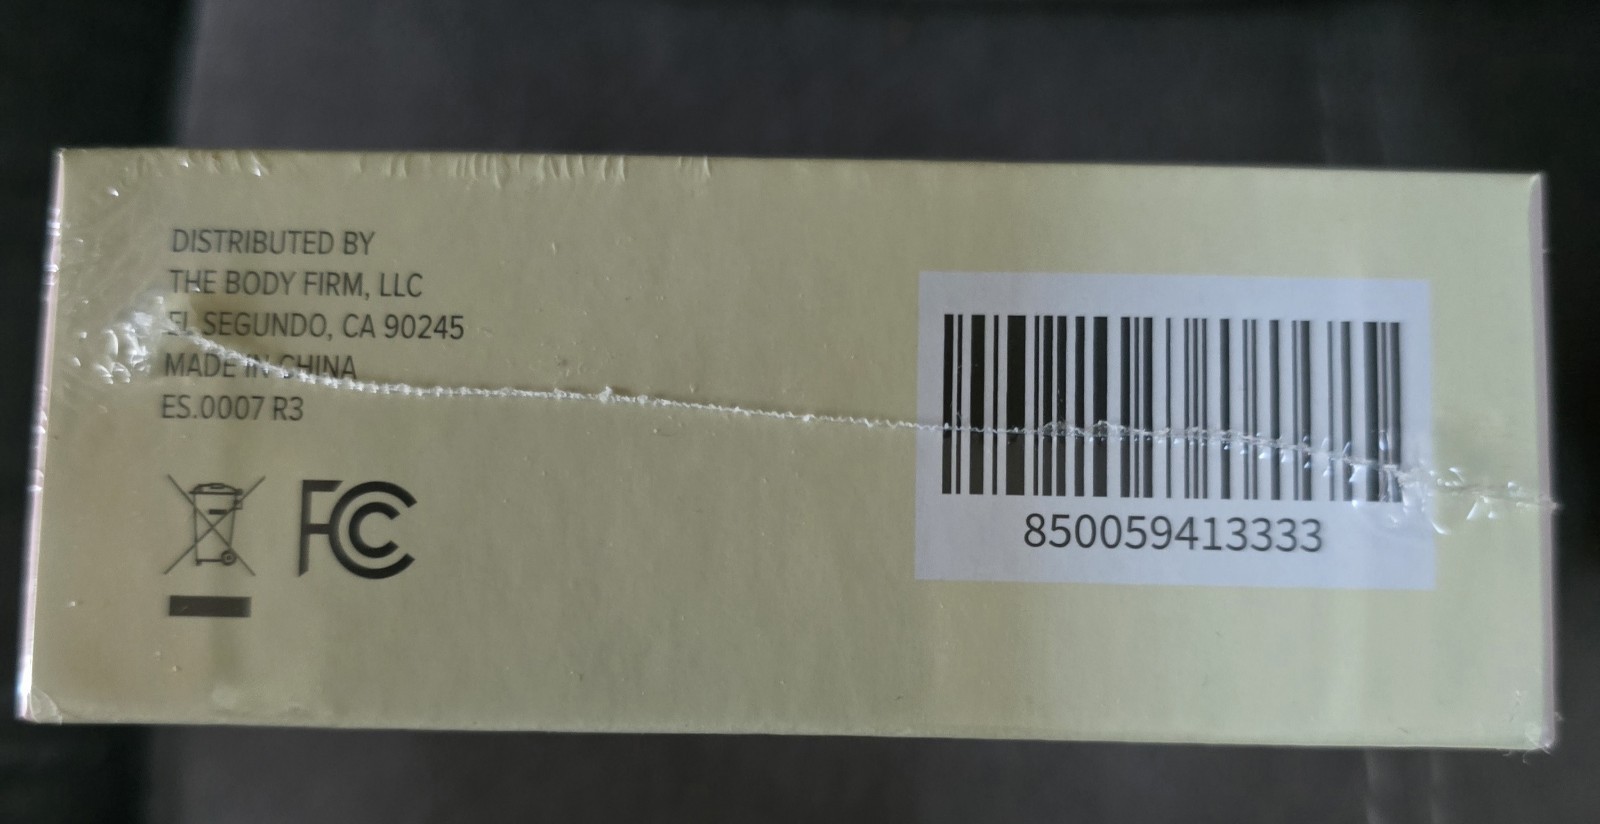 DISTRIBUTED BY
THE BODY FIRM, LLC
EL SEGUNDO, CA 90245
MADE IN CHINA
ES.0007 R3
FC
850059413333